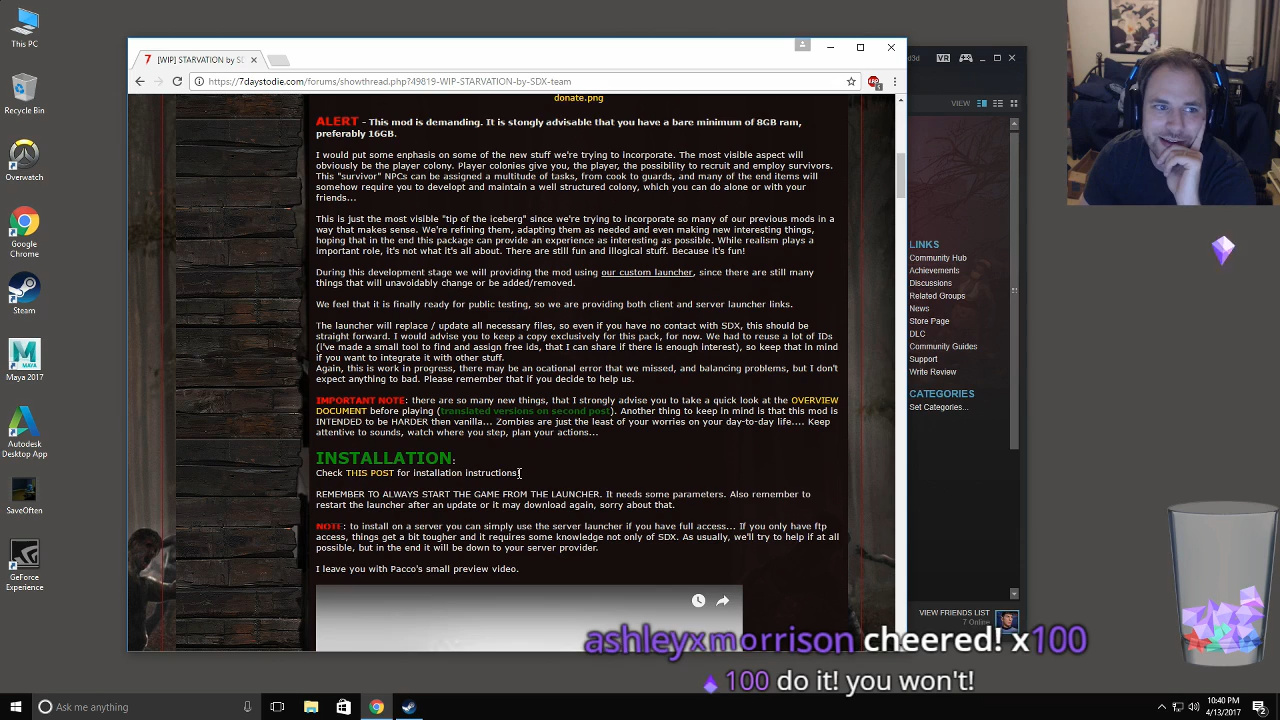 This PC
Recycle Bin
Overwatch
Google
Chrome
Steam
Maya 2017
Autodesk
Desktop App
SaveOften
GeForce
Experience
[WIP] STARVATION by SD
https://7daystodie.com/forums/showthread.php?49819-WIP-STARVATION-by-SDX-team
donate.png
ALERT - This mod is demanding. It is stongly advisable that you have a bare minimum of 8GB ram,
preferably 16GB.
I would put some enphasis on some of the new stuff we're trying to incorporate. The most visible aspect will
obviously be the player colony. Player colonies give you, the player, the possibility to recruit and employ survivors.
This "survivor" NPCs can be assigned a multitude of tasks, from cook to guards, and many of the end items will
somehow require you to developt and maintain a well structured colony, which you can do alone or with your
friends...
This is just the most visible "tip of the iceberg" since we're trying to incorporate so many of our previous mods in a
way that makes sense. We're refining them, adapting them as needed and even making new interesting things,
hoping that in the end this package can provide an experience as interesting as possible. While realism plays a
important role, it's not what it's all about. There are still fun and illogical stuff. Because it's fun!
During this development stage we will providing the mod using our custom launcher, since there are still many
things that will unavoidably change or be added/removed.
We feel that it is finally ready for public testing, so we are providing both client and server launcher links.
The launcher will replace / update all necessary files, so even if you have no contact with SDX, this should be
straight forward. I would advise you to keep a copy exclusively for this pack, for now. We had to reuse a lot of IDs
(i've made a small tool to find and assign free ids, that I can share if there is enough interest), so keep that in mind
if you want to integrate it with other stuff.
Again, this is work in progress, there may be an ocational error that we missed, and balancing problems, but I don't
expect anything to bad. Please remember that if you decide to help us.
IMPORTANT NOTE: there are so many new things, that I strongly advise you to take a quick look at the OVERVIEW
DOCUMENT before playing (translated versions on second post). Another thing to keep in mind is that this mod is
INTENDED to be HARDER then vanilla... Zombies are just the least of your worries on your day-to-day life.... Keep
attentive to sounds, watch where you step, plan your actions...
INSTALLATION:
Check THIS POST for installation instructions!
REMEMBER TO ALWAYS START THE GAME FROM THE LAUNCHER. It needs some parameters. Also remember to
restart the launcher after an update or it may download again, sorry about that.
NOTE: to install on a server you can simply use the server launcher if you have full access... If you only have ftp
access, things get a bit tougher and it requires some knowledge not only of SDX. As usually, we'll try to help if at all
possible, but in the end it will be down to your server provider.
I leave you with Pacco's small preview video.
VR
VIEW
LINKS
Community Hub
Achievements
Discussions
Related Groups
News
Store Page
DLC
Community Guides
Support
Write Review
CATEGORIES
Set Categories...
VIEW FRIENDS LIST
7 Online
ashleyxmorrison cheered! x100
100 do it! you won't!
Ask me anything
10:40 PM
4/13/2017